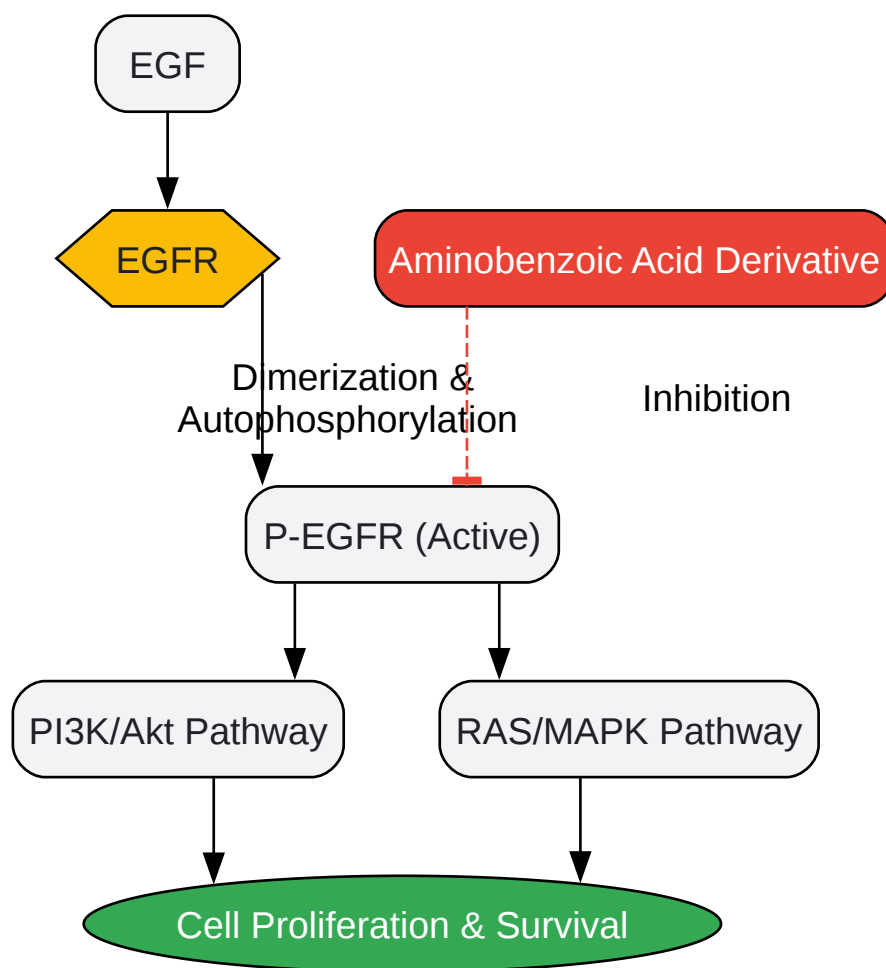 EGF
EGFR
Aminobenzoic Acid Derivative
Dimerization &
Autophosphorylation
Inhibition
P-EGFR (Active)
PI3K/Akt Pathway
RAS/MAPK Pathway
Cell Proliferation & Survival